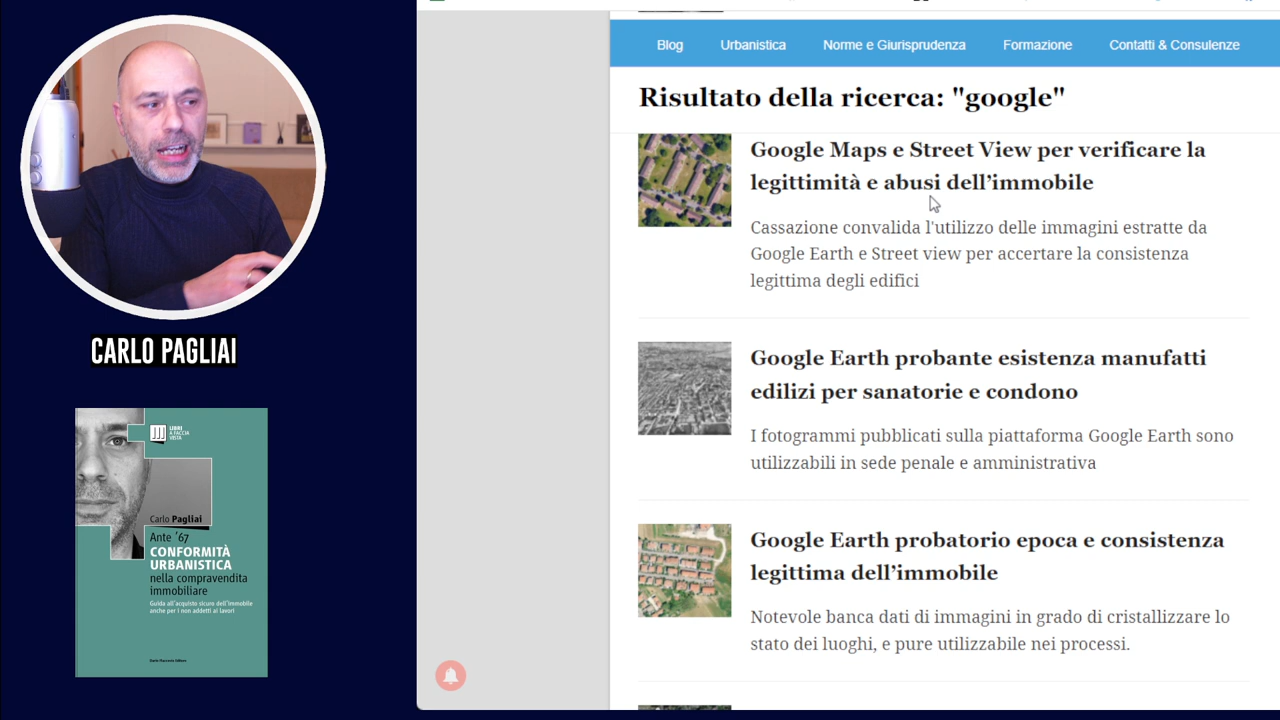 Blog
Urbanistica
Norme e Giurisprudenza
Formazione
Contatti & Consulenze
Risultato della ricerca: "google"
Google Maps e Street View per verificare la
legittimità e abusi dell’immobile
Cassazione convalida l'utilizzo delle immagini estratte da
Google Earth e Street view per accertare la consistenza
legittima degli edifici
Google Earth probante esistenza manufatti
edilizi per sanatorie e condono
I fotogrammi pubblicati sulla piattaforma Google Earth sono
utilizzabili in sede penale e amministrativa
Google Earth probatorio epoca e consistenza
legittima dell’immobile
Notevole banca dati di immagini in grado di cristallizzare lo
stato dei luoghi, e pure utilizzabile nei processi.
CARLO PAGLIAI
LIBRI
A FACCIA
VISTA
Carlo Pagliai
Ante ’67
CONFORMITÀ
URBANISTICA
nella compravendita
immobiliare
Guida all’acquisto sicuro dell’immobile
anche per i non addetti ai lavori